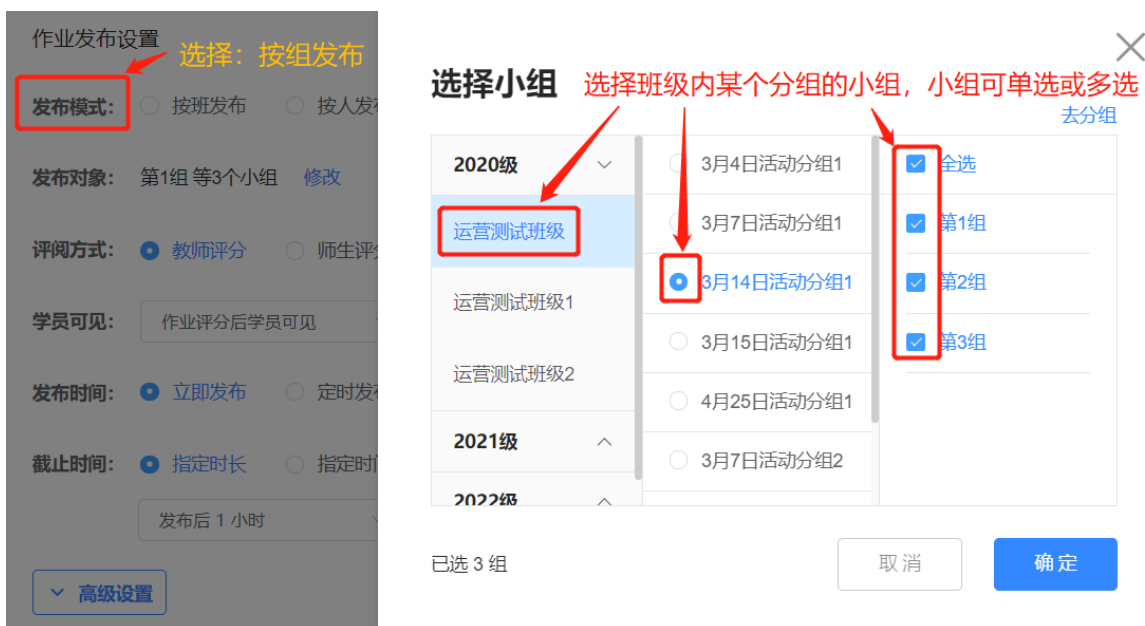 作业发布设置
选择：按组发布
发布模式：
按班发布
按人发
发布对象：
第1组 等3个小组
修改
评阅方式：
教师评分
师生评
学员可见：
作业评分后学员可见
发布时间：
立即发布
定时发
截止时间：
指定时长
指定时
发布后 1 小时
高级设置
选择小组
选择班级内某个分组的小组，小组可单选或多选
去分组
2020级
运营测试班级
运营测试班级1
运营测试班级2
2021级
2022级
3月4日活动分组1
3月7日活动分组1
3月14日活动分组1
3月15日活动分组1
4月25日活动分组1
3月7日活动分组2
全选
第1组
第2组
第3组
已选 3 组
取消
确定